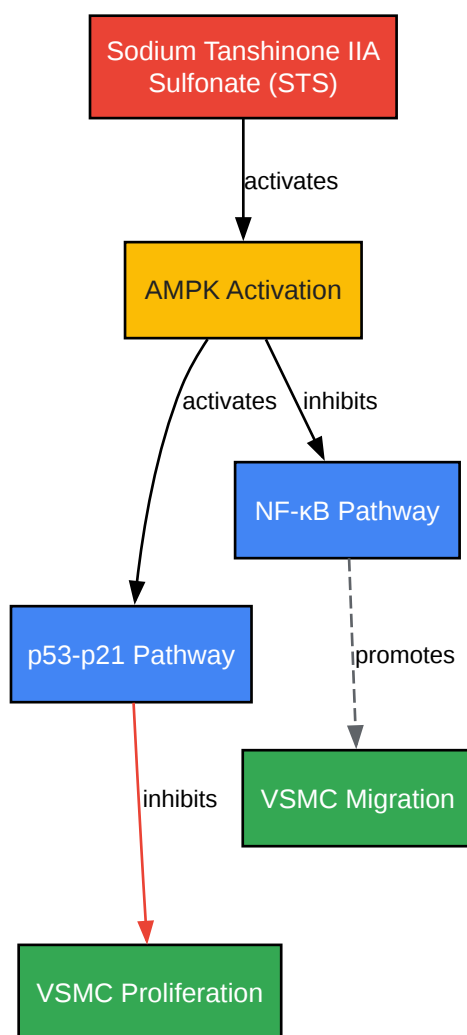 Sodium Tanshinone IIA
Sulfonate (STS)
activates
AMPK Activation
activates
inhibits
NF-κB Pathway
p53-p21 Pathway
promotes
VSMC Migration
inhibits
VSMC Proliferation